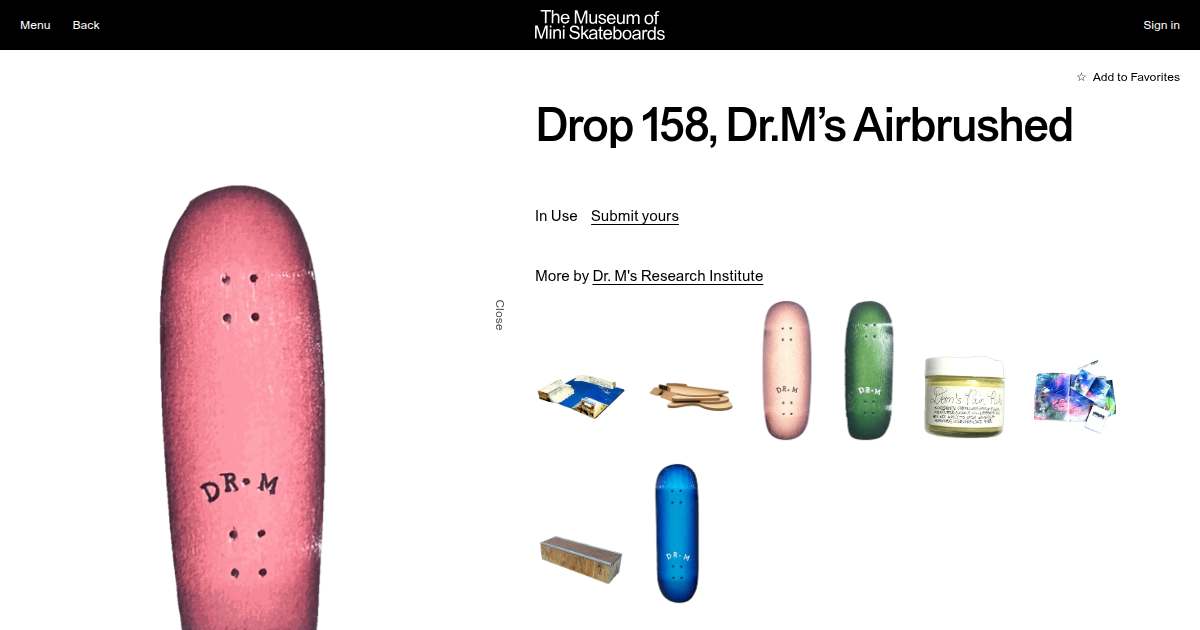 Menu
Back
The Museum of
Mini Skateboards
Sign in
☆ Add to Favorites
Drop 158, Dr.M’s Airbrushed
In Use
Submit yours
More by Dr. M's Research Institute
Close
DR•M
DR•M
DR•M
DR•M